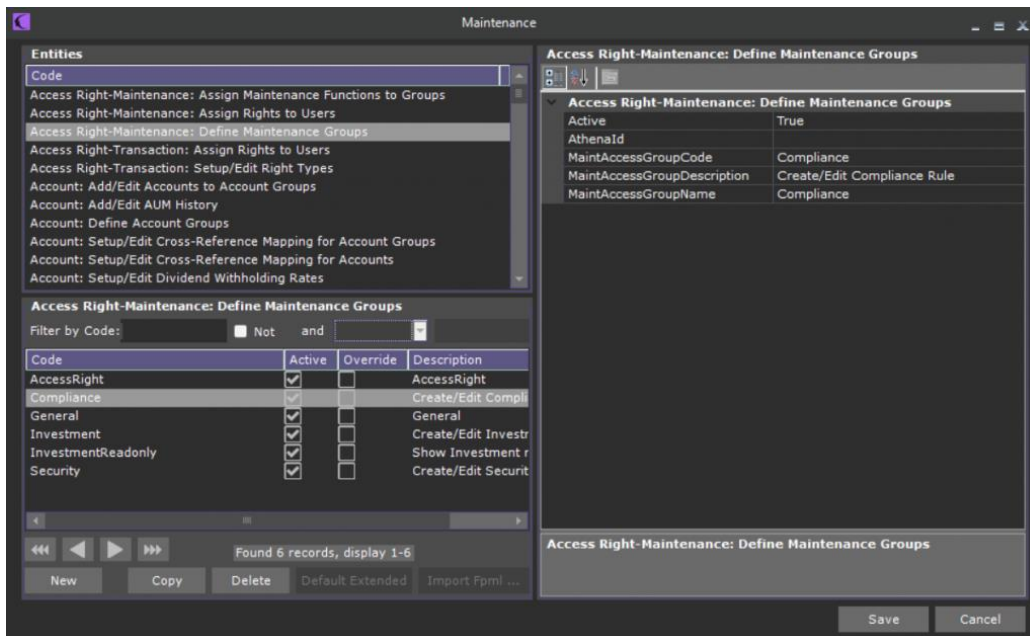 Maintenance
Entities
Code
Access Right-Maintenance: Assign Maintenance Functions to Groups
Access Right-Maintenance: Assign Rights to Users
Access Right-Maintenance: Define Maintenance Groups
Access Right-Transaction: Assign Rights to Users
Access Right-Transaction: Setup/Edit Right Types
Account: Add/Edit Accounts to Account Groups
Account: Add/Edit AUM History
Account: Define Account Groups
Account: Setup/Edit Cross-Reference Mapping for Account Groups
Account: Setup/Edit Cross-Reference Mapping for Accounts
Account: Setup/Edit Dividend Withholding Rates
Access Right-Maintenance: Define Maintenance Groups
Filter by Code: Not and
Code Active Override Description
AccessRight AccessRight
Compliance Create/Edit Compli
General General
Investment Create/Edit Investr
InvestmentReadonly Show Investment r
Security Create/Edit Securit
Found 6 records, display 1-6
New Copy Delete Default Extended Import Fpml ...
Access Right-Maintenance: Define Maintenance Groups
Access Right-Maintenance: Define Maintenance Groups
Active True
AthenaId
MaintAccessGroupCode Compliance
MaintAccessGroupDescription Create/Edit Compliance Rule
MaintAccessGroupName Compliance
Access Right-Maintenance: Define Maintenance Groups
Save Cancel